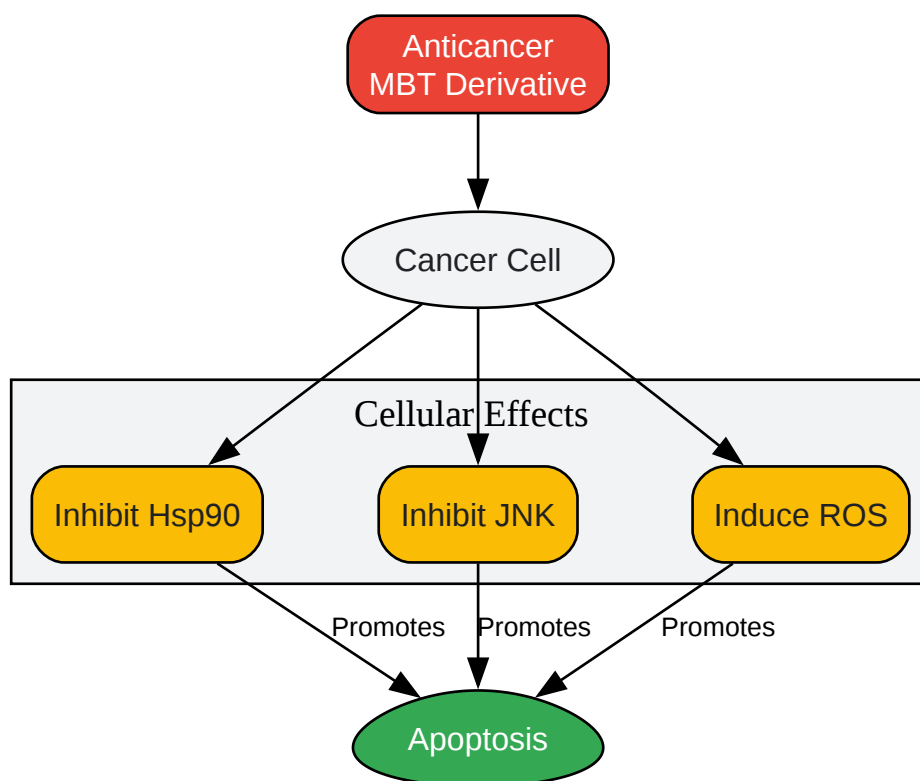 Anticancer
MBT Derivative
Cancer Cell
Cellular Effects
Inhibit Hsp90
Inhibit JNK
Induce ROS
Promotes
Promotes
Promotes
Apoptosis